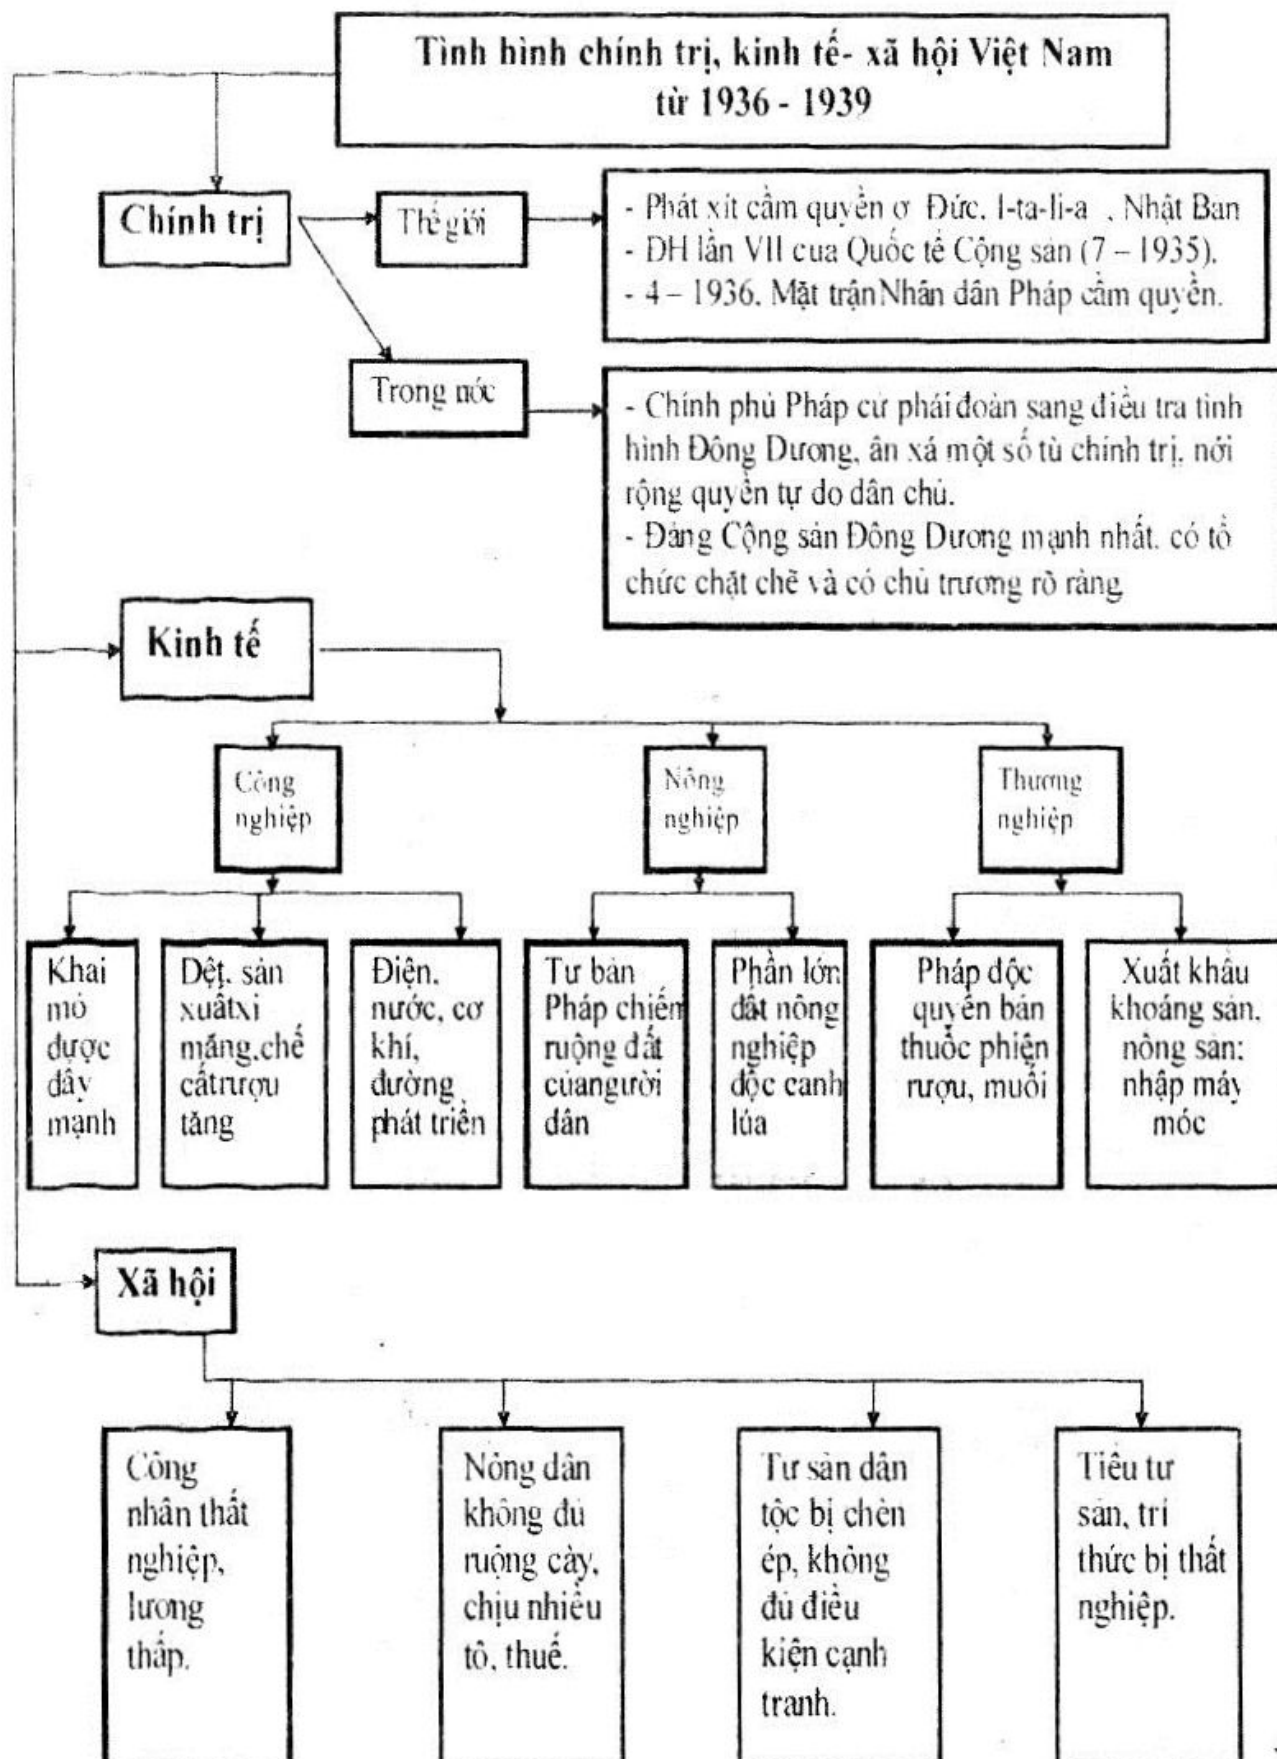 Tình hình chính trị, kinh tế- xã hội Việt Nam
từ 1936 - 1939
Chính trị
Thế giới
- Phát xít cầm quyền ơ Đức. I-ta-li-a , Nhật Ban
- ĐH lần VII cua Quốc tế Cộng sản (7 – 1935).
- 4 – 1936. Mặt trận Nhân dân Pháp cầm quyền.
Trong nóc
- Chính phủ Pháp cử phái đoàn sang điều tra tình
hình Đông Dương, ân xá một số tù chính trị, nới
rộng quyền tự do dân chủ.
- Đảng Cộng sản Đông Dương mạnh nhất. có tổ
chức chặt chẽ và có chủ trương rõ ràng
Kinh tế
Công
nghiệp
Nông
nghiệp
Thương
nghiệp
Khai
mỏ
được
đẩy
mạnh
Dệt, sản
xuấtxi
măng,chế
cấtrượu
tăng
Điện,
nước, cơ
khí,
đường
phát triển
Tư bản
Pháp chiếm
ruộng đất
củangười
dân
Phần lớn
đất nông
nghiệp
độc canh
lúa
Pháp độc
quyền bán
thuốc phiện
rượu, muối
Xuất khẩu
khoáng sản,
nông sản:
nhập máy
móc
Xã hội
Công
nhân thất
nghiệp,
lương
thấp.
Nông dân
không đủ
ruộng cày,
chịu nhiều
tô, thuế.
Tư sản dân
tộc bị chèn
ép, không
đủ điều
kiện cạnh
tranh.
Tiểu tư
sản, trí
thức bị thất
nghiệp.